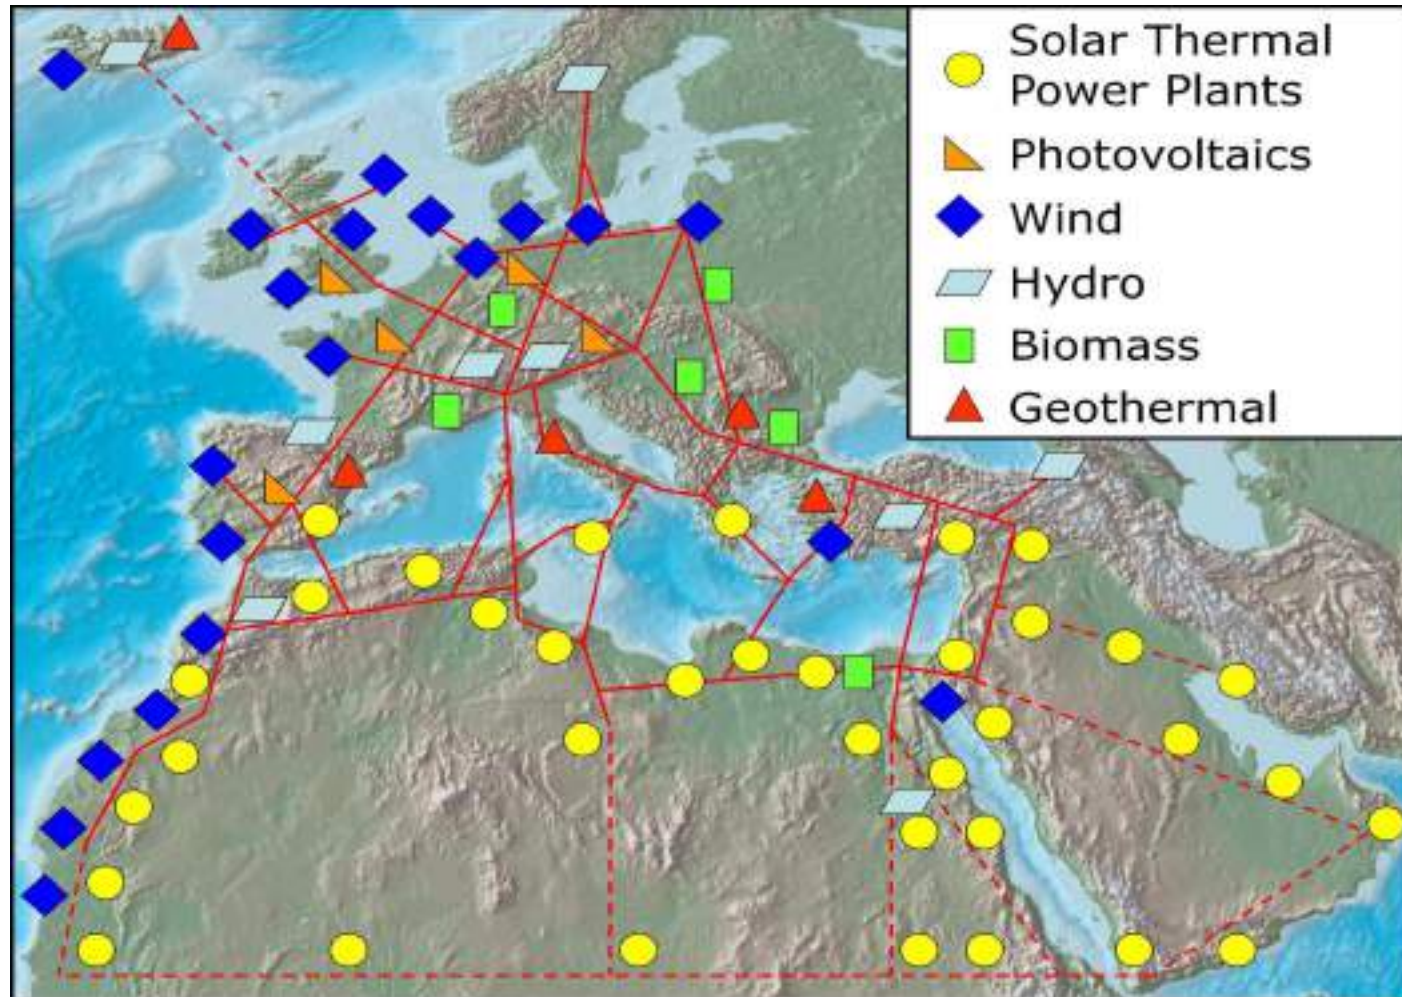 Solar Thermal
Power Plants
Photovoltaics
Wind
Hydro
Biomass
Geothermal